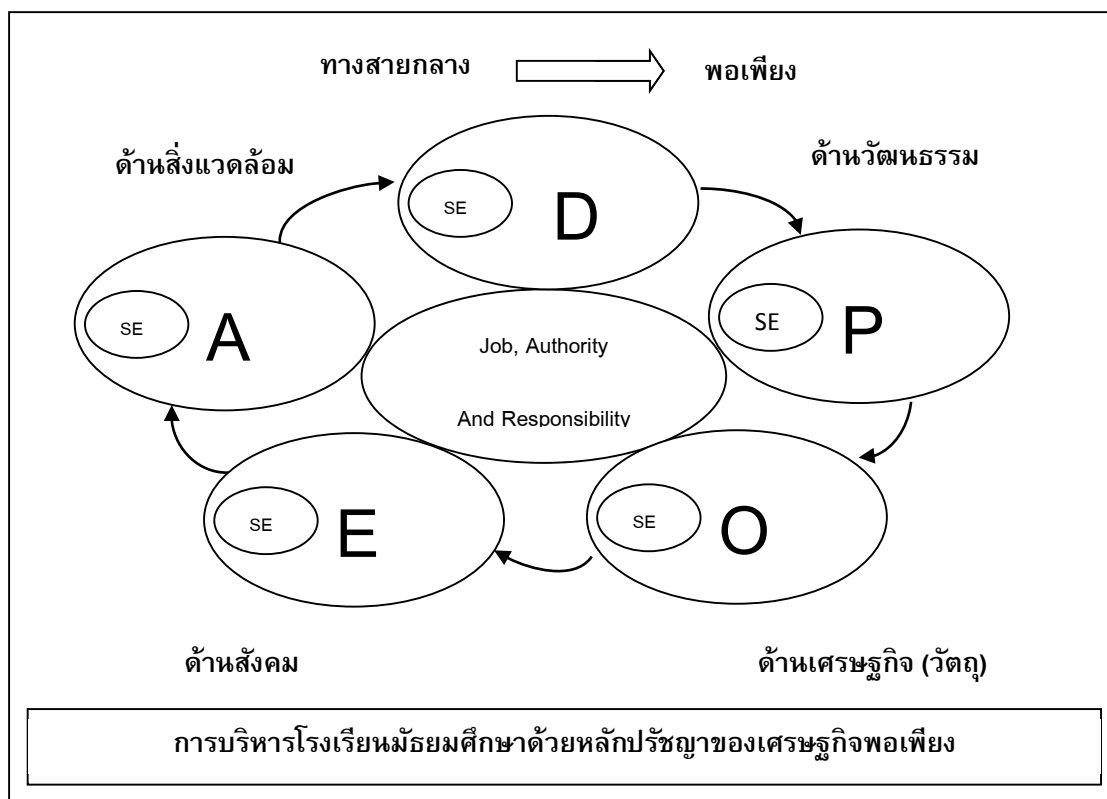 ทางสายกลาง
พอเพียง
ด้านสิ่งแวดล้อม
ด้านวัฒนธรรม
SE
D
SE
A
SE
P
Job, Authority
And Responsibility
SE
E
SE
O
ด้านสังคม
ด้านเศรษฐกิจ (วัตถุ)
การบริหารโรงเรียนมัธยมศึกษาด้วยหลักปรัชญาของเศรษฐกิจพอเพียง